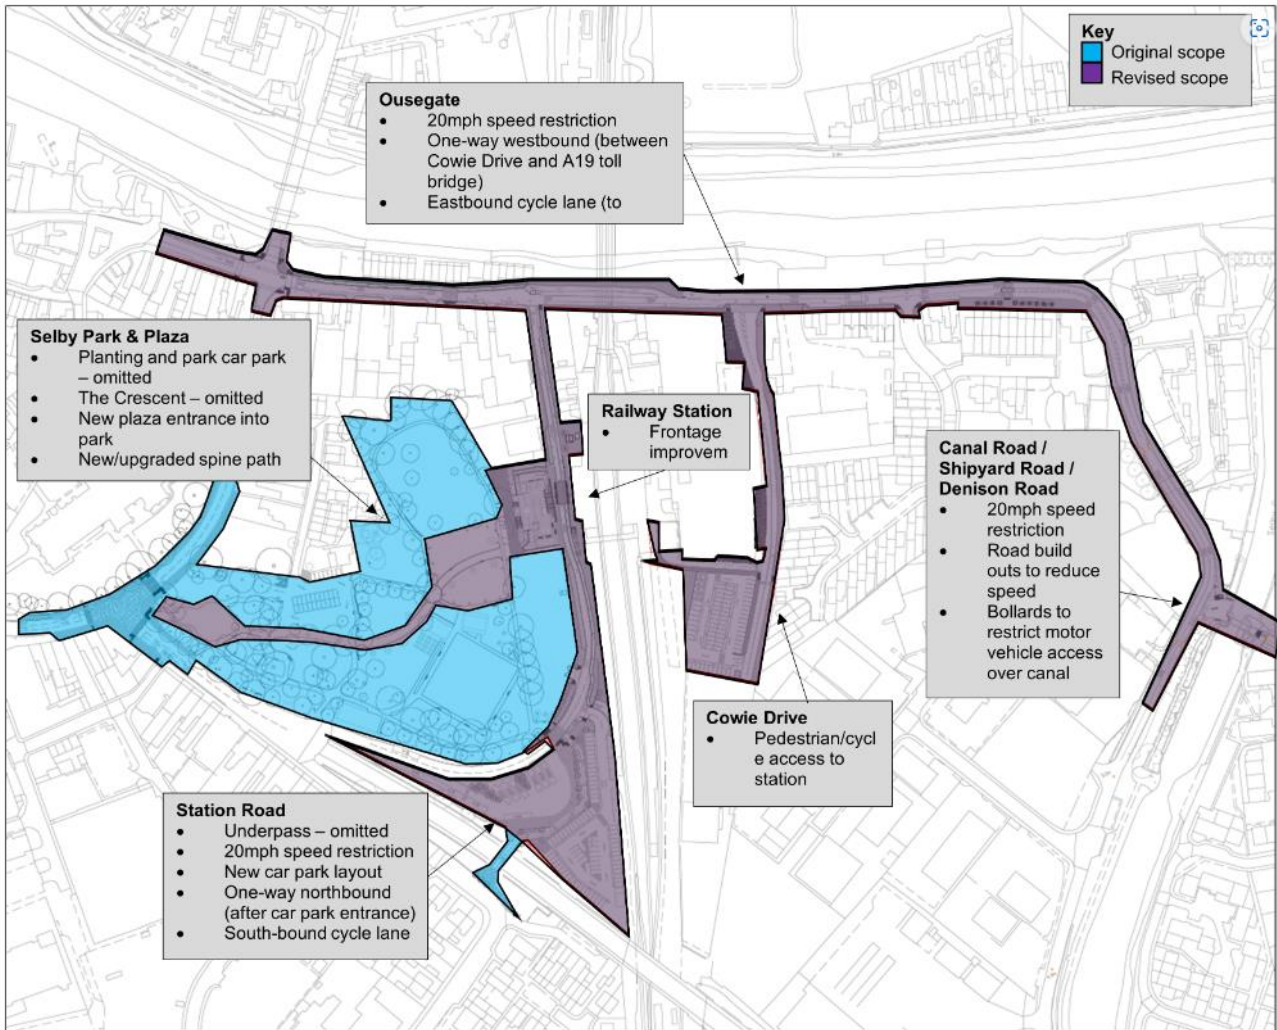 Key
Original scope
Revised scope
Ousegate
• 20mph speed restriction
• One-way westbound (between
Cowie Drive and A19 toll
bridge)
• Eastbound cycle lane (to
Selby Park & Plaza
• Planting and park car park
– omitted
• The Crescent – omitted
• New plaza entrance into
park
• New/upgraded spine path
Railway Station
• Frontage
improvem
Canal Road /
Shipyard Road /
Denison Road
• 20mph speed
restriction
• Road build
outs to reduce
speed
• Bollards to
restrict motor
vehicle access
over canal
Cowie Drive
• Pedestrian/cycl
e access to
station
Station Road
• Underpass – omitted
• 20mph speed restriction
• New car park layout
• One-way northbound
(after car park entrance)
• South-bound cycle lane